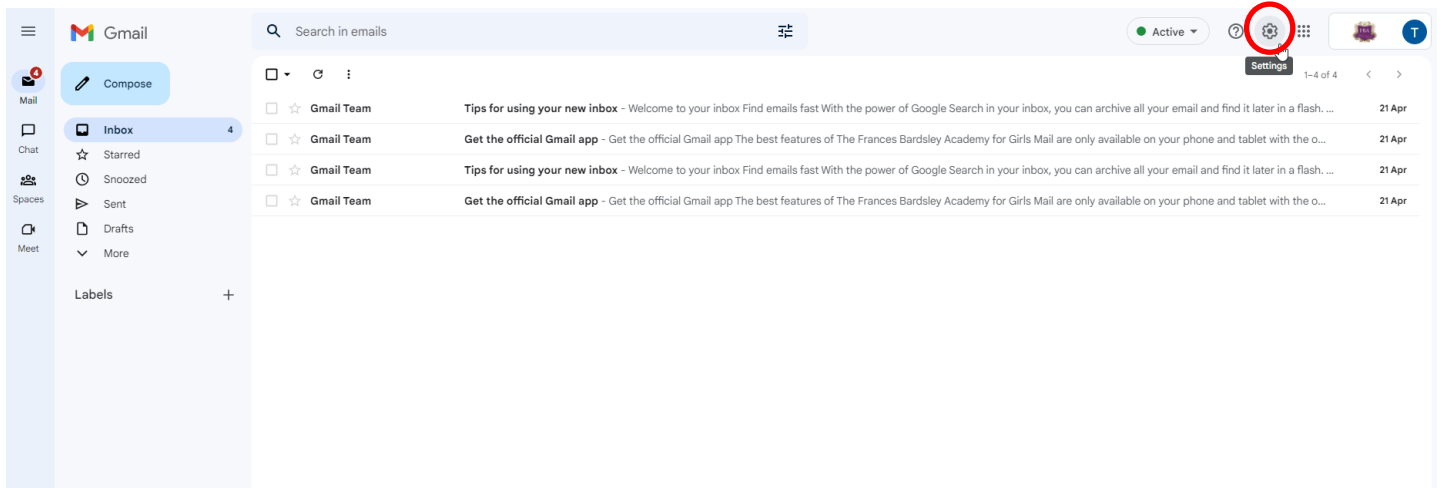 Gmail
Search in emails
Active
FBA
T
Settings
4
Mail
Compose
1–4 of 4
Gmail Team Tips for using your new inbox - Welcome to your inbox Find emails fast With the power of Google Search in your inbox, you can archive all your email and find it later in a flash. ... 21 Apr
Inbox 4
Chat
Gmail Team Get the official Gmail app - Get the official Gmail app The best features of The Frances Bardsley Academy for Girls Mail are only available on your phone and tablet with the o... 21 Apr
Starred
Gmail Team Tips for using your new inbox - Welcome to your inbox Find emails fast With the power of Google Search in your inbox, you can archive all your email and find it later in a flash. ... 21 Apr
Snoozed
Spaces
Gmail Team Get the official Gmail app - Get the official Gmail app The best features of The Frances Bardsley Academy for Girls Mail are only available on your phone and tablet with the o... 21 Apr
Sent
Drafts
Meet
More
Labels